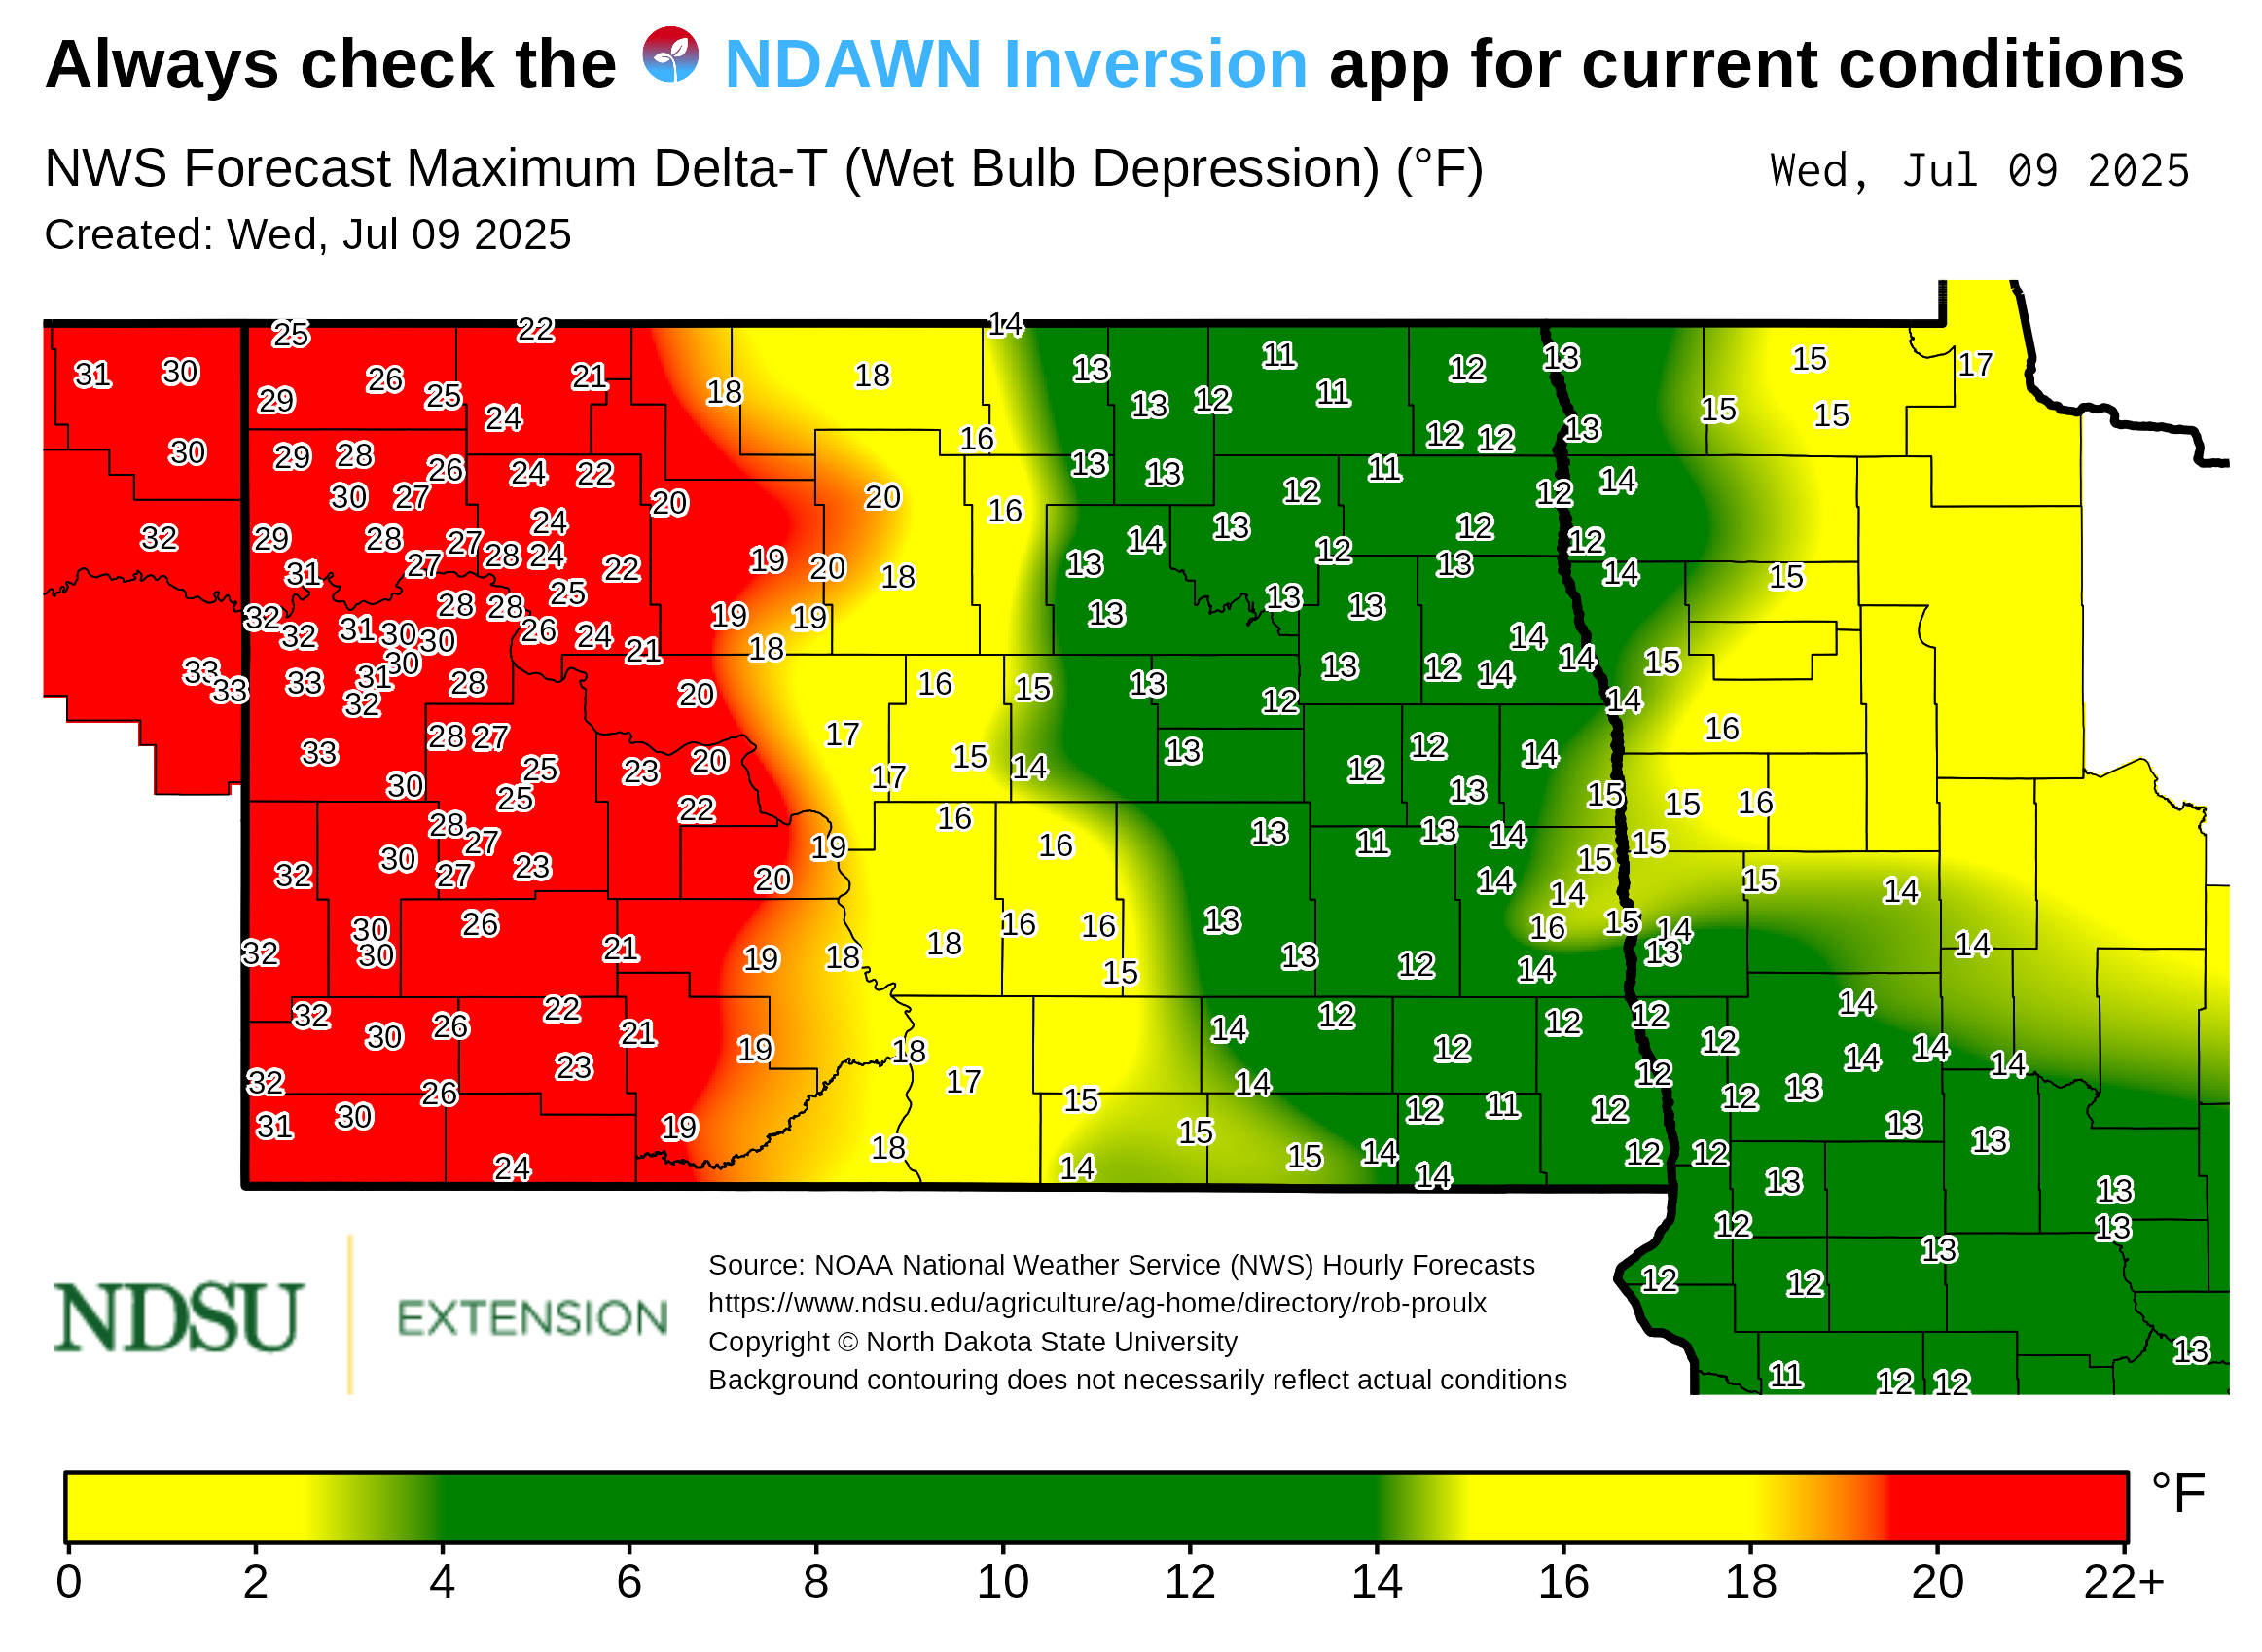 Always check the NDAWN Inversion app for current conditions
NWS Forecast Maximum Delta-T (Wet Bulb Depression) (°F)
Wed, Jul 09 2025
Created: Wed, Jul 09 2025
25 22 14
31 30 26 25 21 18 18 13 11 12 13 15 17
29 24 13 12 11 15 15
30 29 28 26 24 22 16 13 13 12 12 13
30 27 20 20 16 12 11 12 14
32 29 28 27 28 24 24 14 13 12 12
31 27 22 19 20 18 13 12 13 14 15
32 32 28 28 25 19 19 13 13 13
31 30 30 26 24 21 18 14 14 15
33 33 33 30 31 32 28 20 16 15 13 12 13 12 14 14
33 28 27 25 23 20 17 15 14 13 12 12 14 16
30 25 22 17 16 13 15 15 16
28 27 19 16 13 11 13 14 15 15
32 30 27 23 20 14 14 15 14
30 26 16 16 13 16 15 14
32 30 21 19 18 18 15 13 12 14 13 14
32 30 26 22 21 19 18 14 12 12 12 12 14
32 23 17 12 12 12 14 14 14
26 14 12 13
31 30 19 15 15 12 11 12 13
24 18 14 15 14 14 12 12 13
13 13
12 13 13
12 12
13
11 12 12
NDSU EXTENSION
Source: NOAA National Weather Service (NWS) Hourly Forecasts
https://www.ndsu.edu/agriculture/ag-home/directory/rob-proulx
Copyright © North Dakota State University
Background contouring does not necessarily reflect actual conditions
°F
0 2 4 6 8 10 12 14 16 18 20 22+